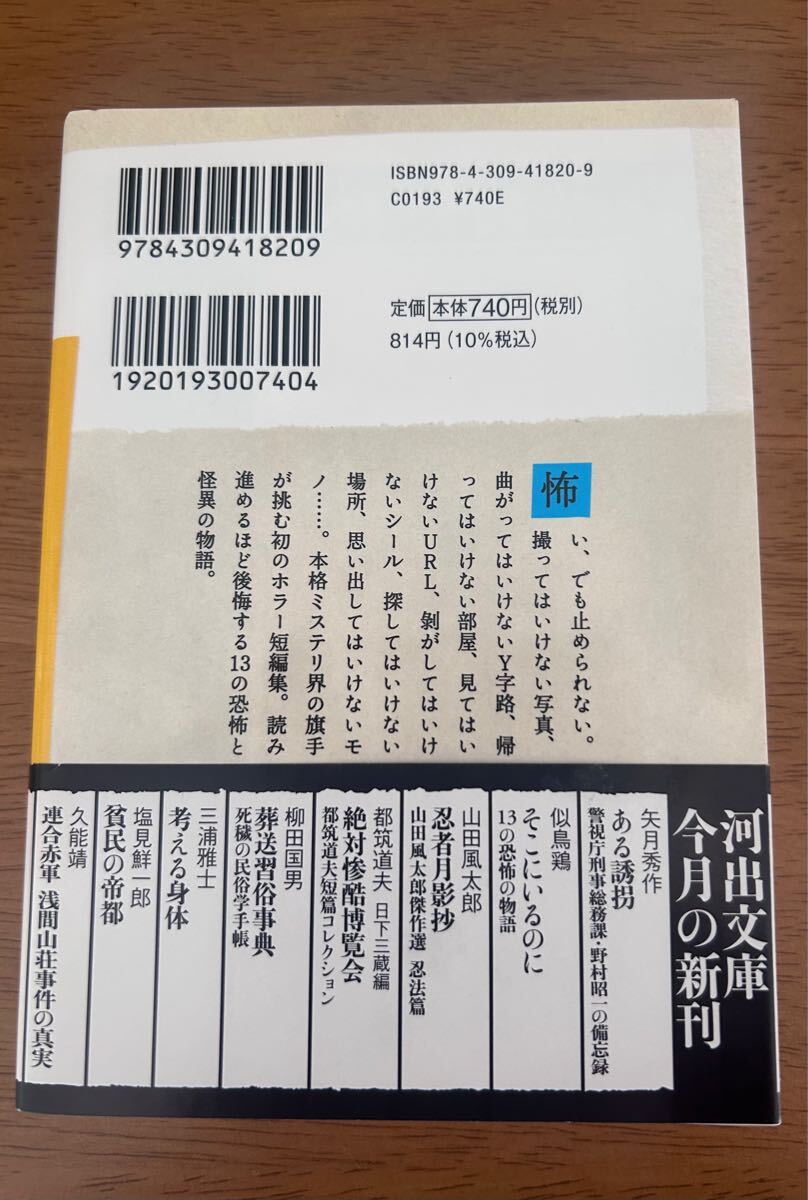 ISBN978-4-309-41820-9
C0193 ¥740E
9784309418209
定価 本体740円(税別)
814円(10%税込)
1920193007404
怖い、でも止められない。
撮ってはいけない写真、
曲がってはいけないY字路、帰
ってはいけない部屋、見てはい
けないURL、剝がしてはいけ
ないシール、探してはいけない
場所、思い出してはいけないモ
ノ……。本格ミステリ界の旗手
が挑む初のホラー短編集。読み
進めるほど後悔する13の恐怖と
怪異の物語。
河出文庫
今月の新刊
矢月秀作
ある誘拐
警視庁刑事総務課・野村昭一の備忘録
似鳥鶏
そこにいるのに
13の恐怖の物語
山田風太郎
忍者月影抄
山田風太郎傑作選 忍法篇
都筑道夫 日下三蔵編
絶対惨酷博覧会
都筑道夫短篇コレクション
柳田国男
葬送習俗事典
死穢の民俗学手帳
三浦雅士
考える身体
塩見鮮一郎
貧民の帝都
久能靖
連合赤軍 浅間山荘事件の真実